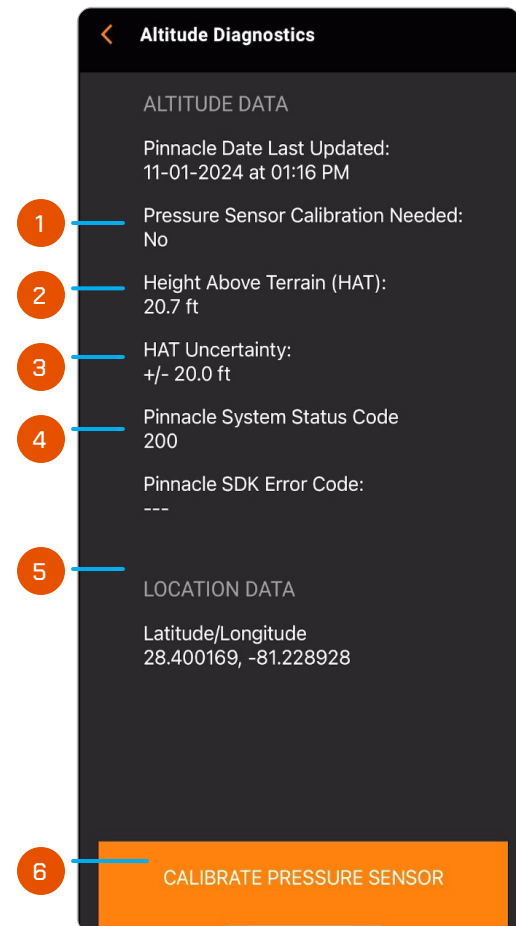 Altitude Diagnostics
ALTITUDE DATA
Pinnacle Date Last Updated:
11-01-2024 at 01:16 PM
1
Pressure Sensor Calibration Needed:
No
2
Height Above Terrain (HAT):
20.7 ft
3
HAT Uncertainty:
+/- 20.0 ft
4
Pinnacle System Status Code
200
Pinnacle SDK Error Code:
---
5
LOCATION DATA
Latitude/Longitude
28.400169, -81.228928
6
CALIBRATE PRESSURE SENSOR